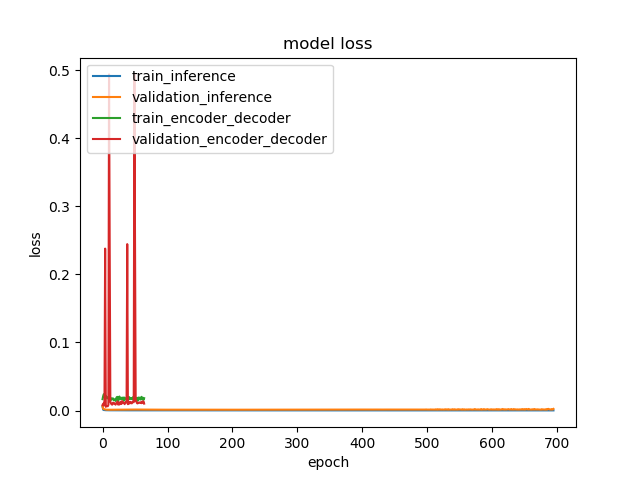 model loss
train_inference
validation_inference
train_encoder_decoder
validation_encoder_decoder
loss
0.5
0.4
0.3
0.2
0.1
0.0
0 100 200 300 400 500 600 700
epoch